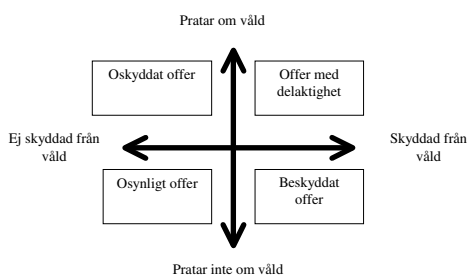 Pratar om våld
Oskyddat offer
Offer med
delaktighet
Ej skyddad från
våld
Skyddad från
våld
Osynligt offer
Beskyddat
offer
Pratar inte om våld